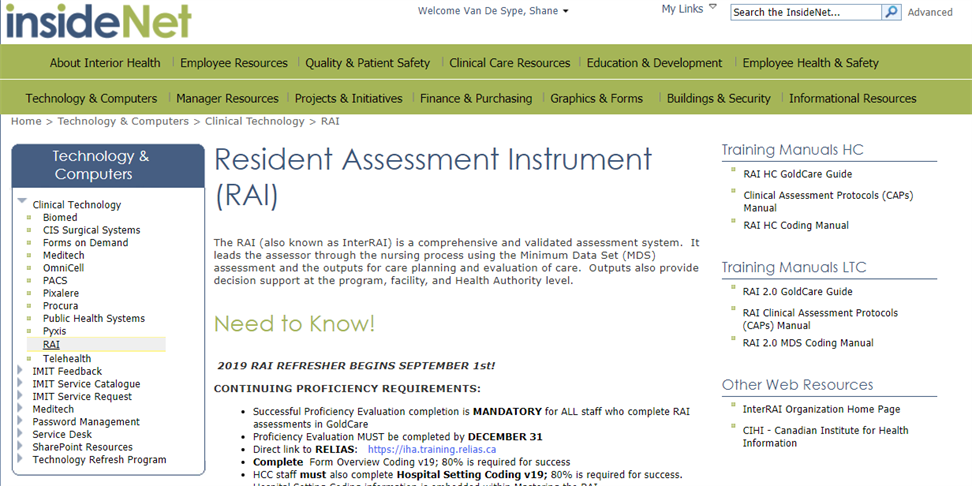 insideNet
Welcome Van De Sype, Shane
My Links
Search the InsideNet...
Advanced
About Interior Health
Employee Resources
Quality & Patient Safety
Clinical Care Resources
Education & Development
Employee Health & Safety
Technology & Computers
Manager Resources
Projects & Initiatives
Finance & Purchasing
Graphics & Forms
Buildings & Security
Informational Resources
Home > Technology & Computers > Clinical Technology > RAI
Technology &
Computers
Clinical Technology
Biomed
CIS Surgical Systems
Forms on Demand
Meditech
OmniCell
PACS
Pixalere
Procura
Public Health Systems
Pyxis
RAI
Telehealth
IMIT Feedback
IMIT Service Catalogue
IMIT Service Request
Meditech
Password Management
Service Desk
SharePoint Resources
Technology Refresh Program
Resident Assessment Instrument
(RAI)
The RAI (also known as InterRAI) is a comprehensive and validated assessment system. It
leads the assessor through the nursing process using the Minimum Data Set (MDS)
assessment and the outputs for care planning and evaluation of care. Outputs also provide
decision support at the program, facility, and Health Authority level.
Need to Know!
2019 RAI REFRESHER BEGINS SEPTEMBER 1st!
CONTINUING PROFICIENCY REQUIREMENTS:
• Successful Proficiency Evaluation completion is MANDATORY for ALL staff who complete RAI
assessments in GoldCare
• Proficiency Evaluation MUST be completed by DECEMBER 31
• Direct link to RELIAS: https://iha.training.relias.ca
• Complete Form Overview Coding v19; 80% is required for success
• HCC staff must also complete Hospital Setting Coding v19; 80% is required for success.
Hospital Setting Coding information is embedded within Mastering the RAI
Training Manuals HC
RAI HC GoldCare Guide
Clinical Assessment Protocols (CAPs)
Manual
RAI HC Coding Manual
Training Manuals LTC
RAI 2.0 GoldCare Guide
RAI Clinical Assessment Protocols
(CAPs) Manual
RAI 2.0 MDS Coding Manual
Other Web Resources
InterRAI Organization Home Page
CIHI - Canadian Institute for Health
Information